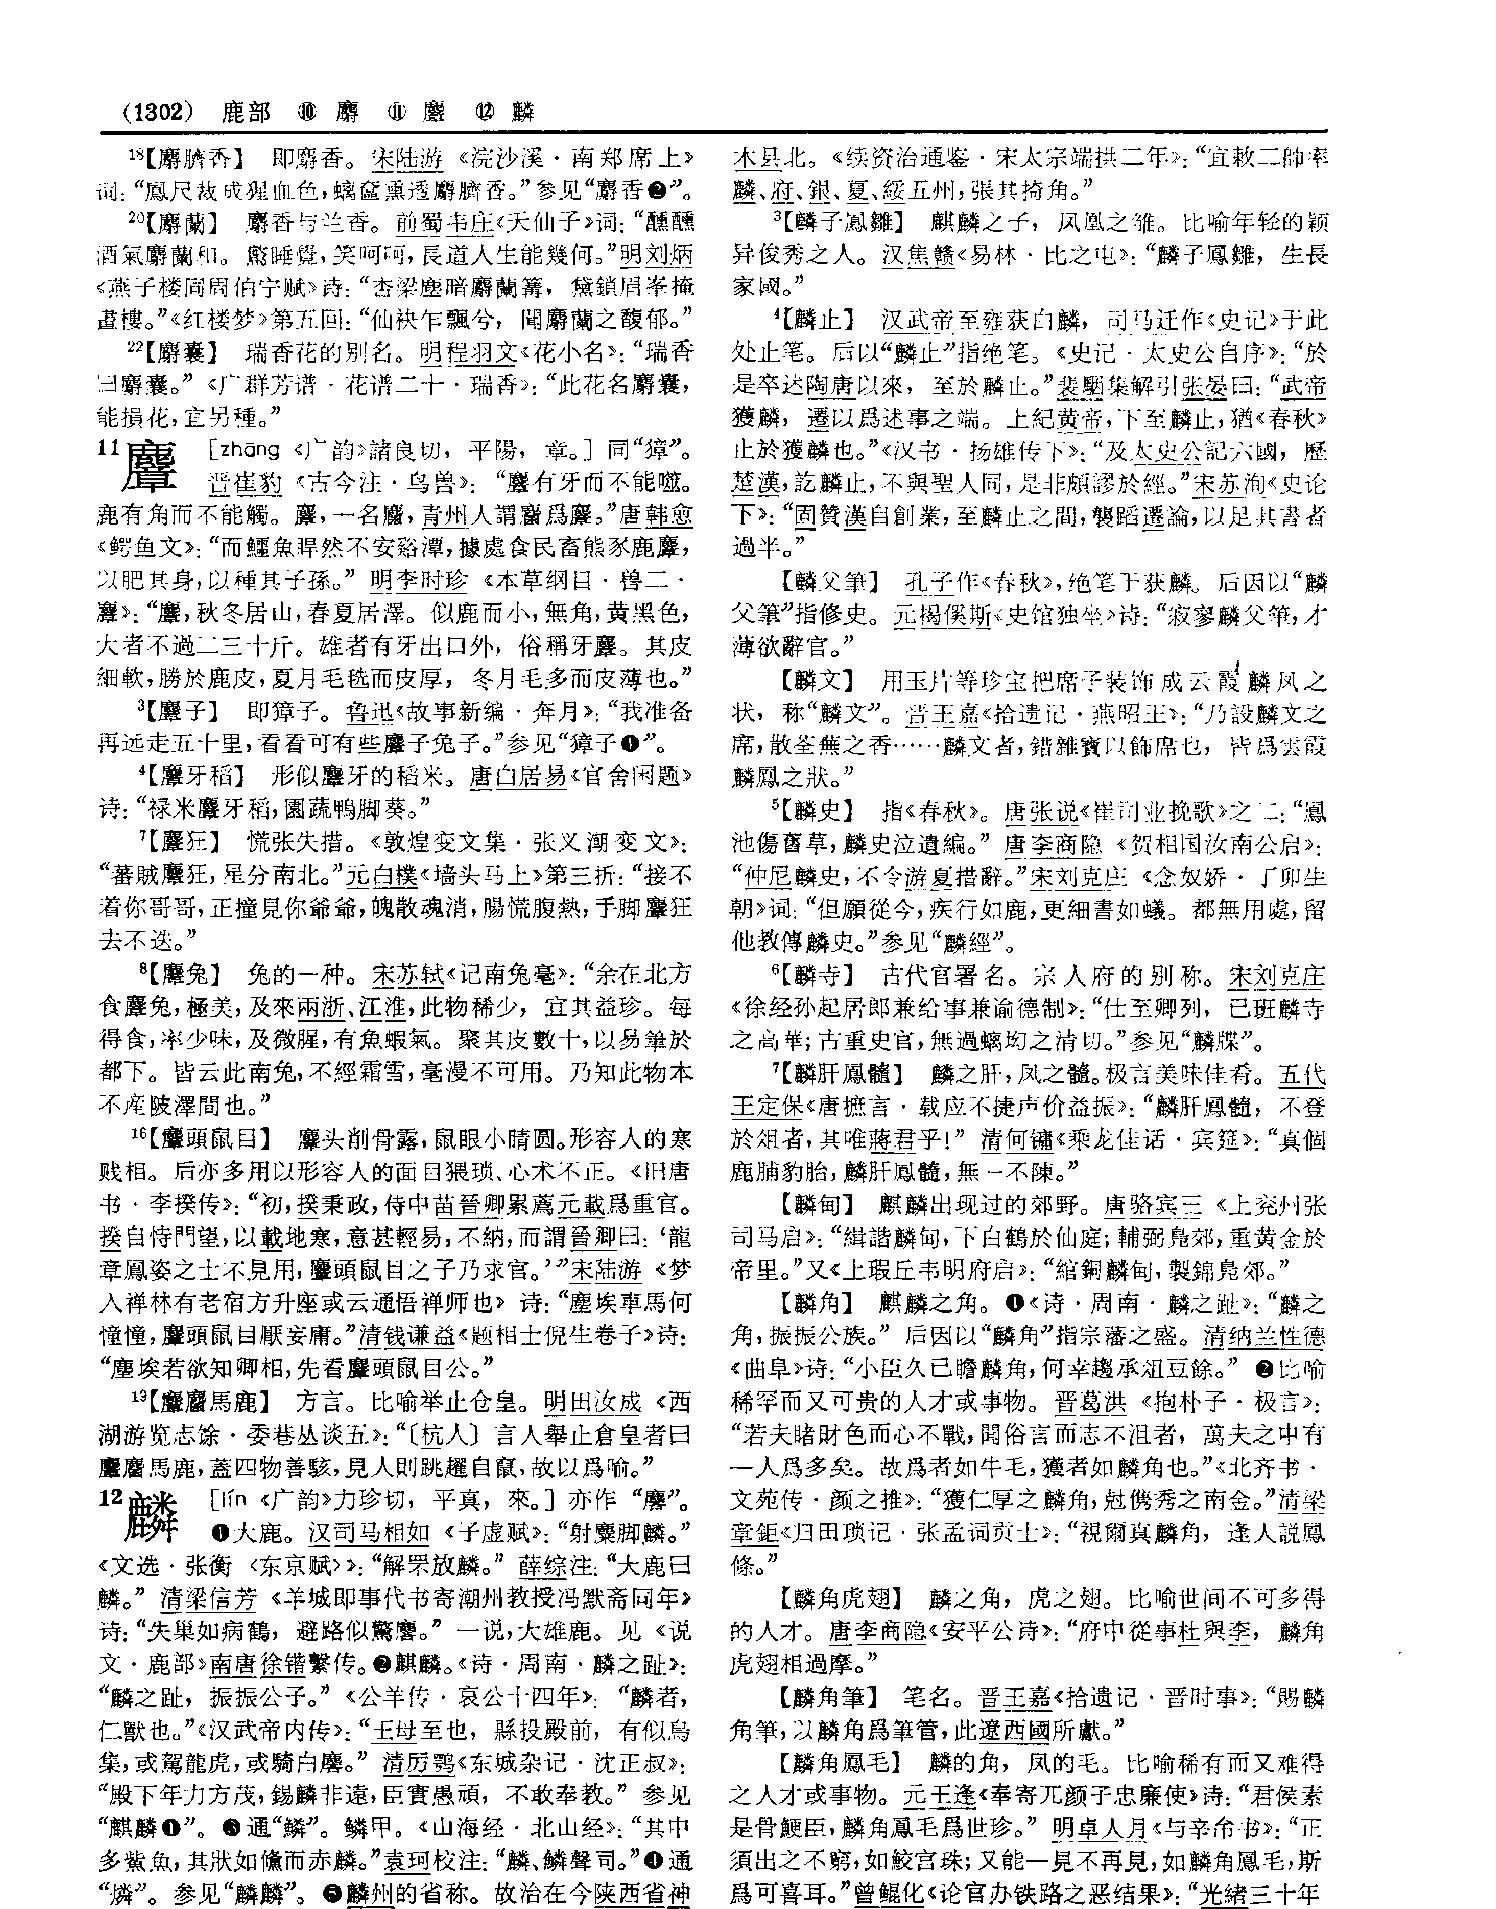 (1302) 鹿部 ⑩ 麝 ⑪ 麞 ⑫ 麟
¹⁸【麝臍香】 即麝香。宋陆游《浣沙溪·南郑席上》
词:“鳳尺裁成猩血色,螭奩熏透麝臍香。”参见“麝香❷”。
²⁰【麝蘭】 麝香与兰香。前蜀韦庄《天仙子》词:“醺醺
酒氣麝蘭和。驚睡覺,笑呵呵,長道人生能幾何。”明刘炳
《燕子楼同周伯宁赋》诗:“杏梁塵暗麝蘭篝,黛鎖眉峯掩
畫樓。”《红楼梦》第五回:“仙袂乍飄兮,聞麝蘭之馥郁。”
²²【麝囊】 瑞香花的别名。明程羽文《花小名》:“瑞香
曰麝囊。”《广群芳谱·花谱二十·瑞香》:“此花名麝囊,
能損花,宜另種。”
11 麞 [zhāng 《广韵》諸良切,平陽,章。] 同“獐”。
晋崔豹《古今注·鸟兽》:“麞有牙而不能噬。
鹿有角而不能觸。麞,一名麕,青州人謂麕爲麞。”唐韩愈
《鳄鱼文》:“而鱷魚睅然不安谿潭,據處食民畜熊豕鹿麞,
以肥其身,以種其子孫。”明李时珍《本草纲目·兽二·
麞》:“麞,秋冬居山,春夏居澤。似鹿而小,無角,黄黑色,
大者不過二三十斤。雄者有牙出口外,俗稱牙麞。其皮
細軟,勝於鹿皮,夏月毛毨而皮厚,冬月毛多而皮薄也。”
³【麞子】 即獐子。鲁迅《故事新编·奔月》:“我准备
再远走五十里,看看可有些麞子兔子。”参见“獐子❶”。
⁴【麞牙稻】 形似麞牙的稻米。唐白居易《官舍闲题》
诗:“禄米麞牙稻,園蔬鸭脚葵。”
⁷【麞狂】 慌张失措。《敦煌变文集·张义潮变文》:
“蕃賊麞狂,星分南北。”元白樸《墙头马上》第三折:“接不
着你哥哥,正撞見你爺爺,魄散魂消,腸慌腹熱,手脚麞狂
去不迭。”
⁸【麞兔】 兔的一种。宋苏轼《记南兔毫》:“余在北方
食麞兔,極美,及來兩浙、江淮,此物稀少,宜其益珍。每
得食,率少味,及微腥,有魚蝦氣。聚其皮數十,以易筆於
都下。皆云此南兔,不經霜雪,毫漫不可用。乃知此物本
不産陂澤間也。”
¹⁶【麞頭鼠目】 麞头削骨露,鼠眼小睛圆。形容人的寒
贱相。后亦多用以形容人的面目猥琐、心术不正。《旧唐
书·李揆传》:“初,揆秉政,侍中苗晉卿累薦元載爲重官。
揆自恃門望,以載地寒,意甚輕易,不納,而謂晉卿曰:‘龍
章鳳姿之士不見用,麞頭鼠目之子乃求官。’”宋陆游《梦
入禅林有老宿方升座或云通悟禅师也》诗:“塵埃車馬何
憧憧,麞頭鼠目厭妄庸。”清钱谦益《题相士倪生卷子》诗:
“塵埃若欲知卿相,先看麞頭鼠目公。”
¹⁹【麞麕馬鹿】 方言。比喻举止仓皇。明田汝成《西
湖游览志馀·委巷丛谈五》:“〔杭人〕言人舉止倉皇者曰
麞麕馬鹿,蓋四物善駭,見人則跳趯自竄,故以爲喻。”
12 麟 [lín 《广韵》力珍切,平真,來。] 亦作“麐”。
❶大鹿。汉司马相如《子虚赋》:“射麋脚麟。”
《文选·张衡〈东京赋〉》:“解罘放麟。”薛综注:“大鹿曰
麟。”清梁信芳《羊城即事代书寄潮州教授冯默斋同年》
诗:“失巢如病鶴,避路似驚麐。”一说,大雄鹿。见《说
文·鹿部》南唐徐锴繫传。❷麒麟。《诗·周南·麟之趾》:
“麟之趾,振振公子。”《公羊传·哀公十四年》:“麟者,
仁獸也。”《汉武帝内传》:“王母至也,縣投殿前,有似鳥
集,或駕龍虎,或騎白麐。”清厉鹗《东城杂记·沈正叔》:
“殿下年力方茂,錫麟非遠,臣實愚頑,不敢奉教。”参见
“麒麟❶”。❸通“鳞”。鳞甲。《山海经·北山经》:“其中
多鮆魚,其狀如儵而赤麟。”袁珂校注:“麟、鱗聲同。”❹通
“燐”。参见“麟麟”。❺麟州的省称。故治在今陕西省神
木县北。《续资治通鉴·宋太宗端拱二年》:“宜敕二帥率
麟、府、銀、夏、綏五州,張其掎角。”
³【麟子鳳雛】 麒麟之子,凤凰之雏。比喻年轻的颖
异俊秀之人。汉焦赣《易林·比之屯》:“麟子鳳雛,生長
家國。”
⁴【麟止】 汉武帝至雍获白麟,司马迁作《史记》于此
处止笔。后以“麟止”指绝笔。《史记·太史公自序》:“於
是卒述陶唐以來,至於麟止。”裴駰集解引张晏曰:“武帝
獲麟,遷以爲述事之端。上紀黄帝,下至麟止,猶《春秋》
止於獲麟也。”《汉书·扬雄传下》:“及太史公記六國,歷
楚漢,訖麟止,不與聖人同,是非頗謬於經。”宋苏洵《史论
下》:“固贊漢自創業,至麟止之間,襲蹈遷論,以足其書者
過半。”
【麟父筆】 孔子作《春秋》,绝笔于获麟。后因以“麟
父筆”指修史。元揭傒斯《史馆独坐》诗:“寂寥麟父筆,才
薄欲辭官。”
【麟文】 用玉片等珍宝把席子装饰成云霞麟凤之
状,称“麟文”。晋王嘉《拾遗记·燕昭王》:“乃設麟文之
席,散荃蕪之香……麟文者,錯雜寶以飾席也,皆爲雲霞
麟鳳之狀。”
⁵【麟史】 指《春秋》。唐张说《崔司业挽歌》之二:“鳳
池傷舊草,麟史泣遺編。”唐李商隐《贺相国汝南公启》:
“仲尼麟史,不令游夏措辭。”宋刘克庄《念奴娇·丁卯生
朝》词:“但願從今,疾行如鹿,更細書如蟻。都無用處,留
他教傳麟史。”参见“麟經”。
⁶【麟寺】 古代官署名。宗人府的别称。宋刘克庄
《徐经孙起居郎兼给事兼谕德制》:“仕至卿列,已班麟寺
之高華;古重史官,無過螭坳之清切。”参见“麟牒”。
⁷【麟肝鳳髓】 麟之肝,凤之髓。极言美味佳肴。五代
王定保《唐摭言·载应不捷声价益振》:“麟肝鳳髓,不登
於俎者,其唯蔣君乎!”清何镛《乘龙佳话·宾筵》:“真個
鹿脯豹胎,麟肝鳳髓,無一不陳。”
【麟甸】 麒麟出现过的郊野。唐骆宾王《上兖州张
司马启》:“緝諧麟甸,下白鶴於仙庭;輔弼鳧郊,重黄金於
帝里。”又《上瑕丘韦明府启》:“綰銅麟甸,製錦鳧郊。”
【麟角】 麒麟之角。❶《诗·周南·麟之趾》:“麟之
角,振振公族。”后因以“麟角”指宗藩之盛。清纳兰性德
《曲阜》诗:“小臣久已瞻麟角,何幸趨承俎豆餘。”❷比喻
稀罕而又可贵的人才或事物。晋葛洪《抱朴子·极言》:
“若夫睹財色而心不戰,聞俗言而志不沮者,萬夫之中有
一人爲多矣。故爲者如牛毛,獲者如麟角也。”《北齐书·
文苑传·颜之推》:“獲仁厚之麟角,尅儁秀之南金。”清梁
章鉅《归田琐记·张孟词贡士》:“視爾真麟角,逢人説鳳
條。”
【麟角虎翅】 麟之角,虎之翅。比喻世间不可多得
的人才。唐李商隐《安平公诗》:“府中從事杜與李,麟角
虎翅相過摩。”
【麟角筆】 笔名。晋王嘉《拾遗记·晋时事》:“賜麟
角筆,以麟角爲筆管,此遼西國所獻。”
【麟角鳳毛】 麟的角,凤的毛。比喻稀有而又难得
之人才或事物。元王逢《奉寄兀颜子忠廉使》诗:“君侯素
是骨鯁臣,麟角鳳毛爲世珍。”明卓人月《与辛佁书》:“正
須出之不窮,如鮫宫珠;又能一見不再見,如麟角鳳毛,斯
爲可喜耳。”曾鲲化《论官办铁路之恶结果》:“光緒三十年